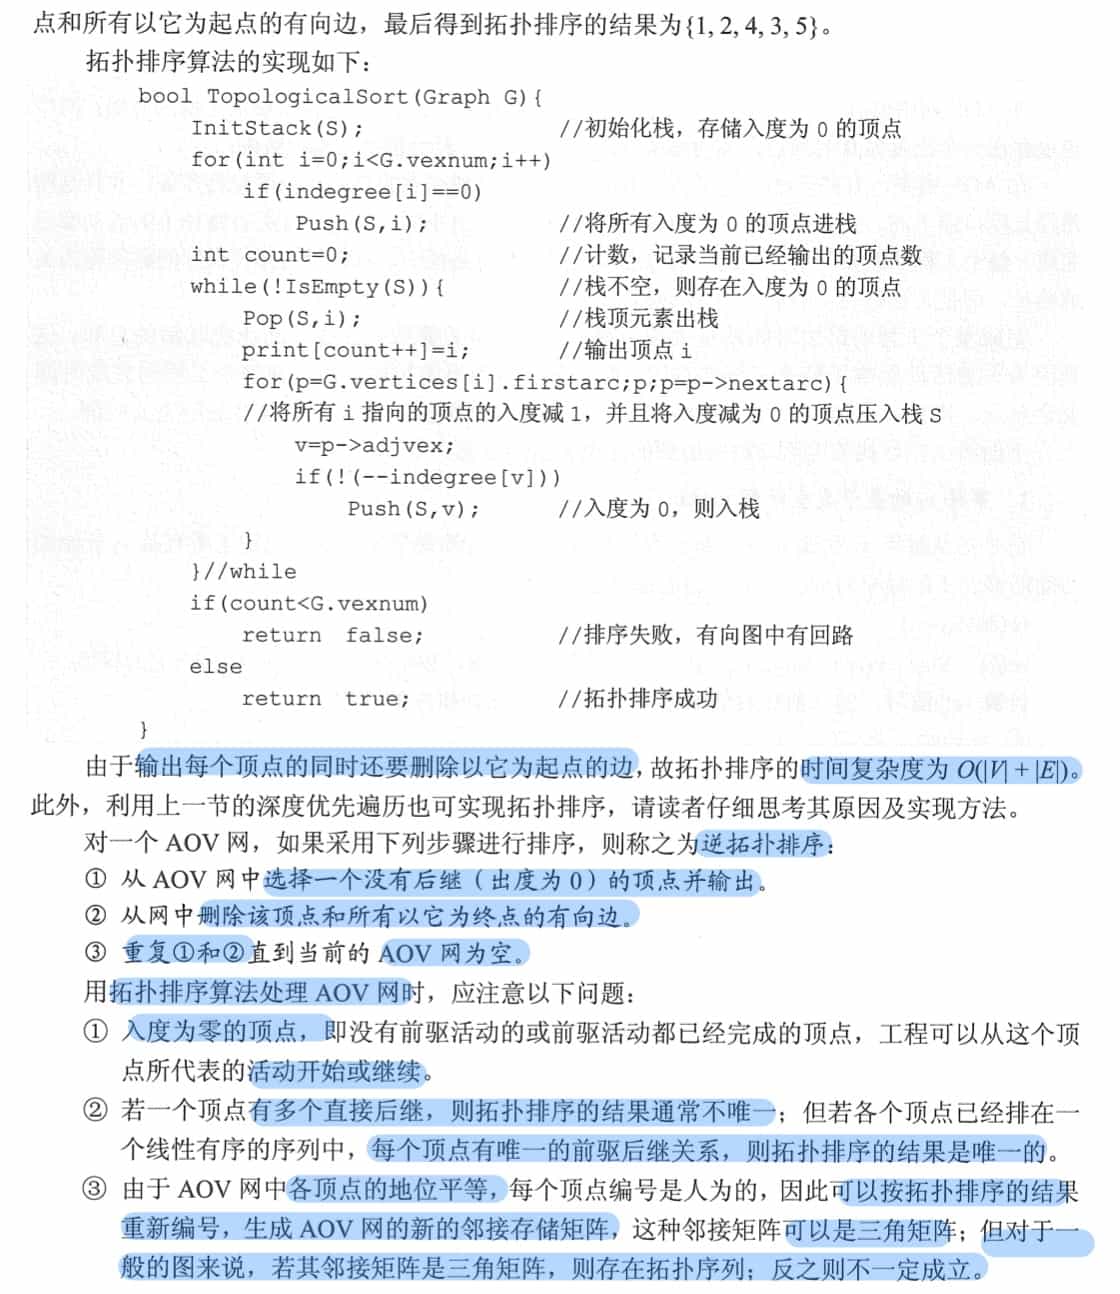 点和所有以它为起点的有向边，最后得到拓扑排序的结果为{1, 2, 4, 3, 5}。
拓扑排序算法的实现如下：
bool TopologicalSort(Graph G){
InitStack(S); //初始化栈，存储入度为 0 的顶点
for(int i=0;i<G.vexnum;i++)
if(indegree[i]==0)
Push(S,i); //将所有入度为 0 的顶点进栈
int count=0; //计数，记录当前已经输出的顶点数
while(!IsEmpty(S)){ //栈不空，则存在入度为 0 的顶点
Pop(S,i); //栈顶元素出栈
print[count++]=i; //输出顶点 i
for(p=G.vertices[i].firstarc;p;p=p->nextarc){
//将所有 i 指向的顶点的入度减 1，并且将入度减为 0 的顶点压入栈 S
v=p->adjvex;
if(!(--indegree[v]))
Push(S,v); //入度为 0，则入栈
}
}//while
if(count<G.vexnum)
return false; //排序失败，有向图中有回路
else
return true; //拓扑排序成功
}
由于输出每个顶点的同时还要删除以它为起点的边，故拓扑排序的时间复杂度为 O(|V| + |E|)。
此外，利用上一节的深度优先遍历也可实现拓扑排序，请读者仔细思考其原因及实现方法。
对一个 AOV 网，如果采用下列步骤进行排序，则称之为逆拓扑排序：
① 从 AOV 网中选择一个没有后继（出度为 0）的顶点并输出。
② 从网中删除该顶点和所有以它为终点的有向边。
③ 重复①和②直到当前的 AOV 网为空。
用拓扑排序算法处理 AOV 网时，应注意以下问题：
① 入度为零的顶点，即没有前驱活动的或前驱活动都已经完成的顶点，工程可以从这个顶
点所代表的活动开始或继续。
② 若一个顶点有多个直接后继，则拓扑排序的结果通常不唯一；但若各个顶点已经排在一
个线性有序的序列中，每个顶点有唯一的前驱后继关系，则拓扑排序的结果是唯一的。
③ 由于 AOV 网中各顶点的地位平等，每个顶点编号是人为的，因此可以按拓扑排序的结果
重新编号，生成 AOV 网的新的邻接存储矩阵，这种邻接矩阵可以是三角矩阵；但对于一
般的图来说，若其邻接矩阵是三角矩阵，则存在拓扑序列；反之则不一定成立。